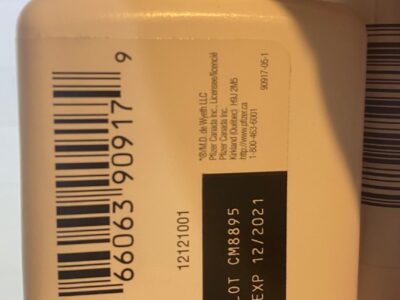 66063 90917 9
12121001
*®/M.D. de Wyeth LLC
Pfizer Canada Inc., Licensee/licencié
Pfizer Canada Inc.
Kirkland (Québec) H9J 2M5
http://www.pfizer.ca
1-800-463-6001
90917-05-1
LOT CM8895
EXP 12/2021